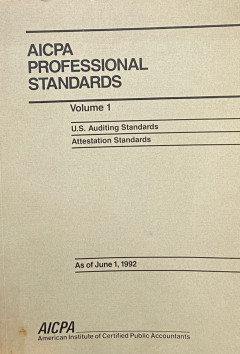 AICPA
PROFESSIONAL
STANDARDS
Volume 1
U.S. Auditing Standards
Attestation Standards
As of June 1, 1992
AICPA
American Institute of Certified Public Accountants